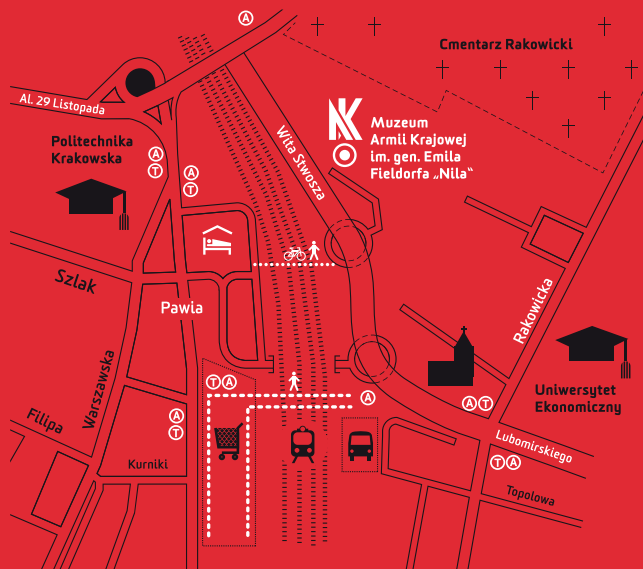 A
Cmentarz Rakowicki
Al. 29 Listopada
Muzeum
Armii Krajowej
im. gen. Emila
Fieldorfa „Nila“
Wita Stwosza
Politechnika
Krakowska
A
T
A
T
Szlak
Pawia
Rakowicka
Warszawska
T A
A
A T
Uniwersytet
Ekonomiczny
Filipa
A
T
Lubomirskiego
Kurniki
T A
Topolowa